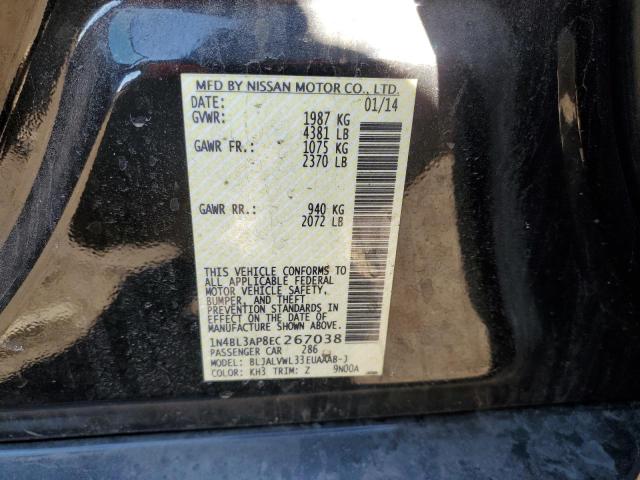 MFD BY NISSAN MOTOR CO., LTD.
DATE: 01/14
GVWR: 1987 KG
4381 LB
GAWR FR.: 1075 KG
2370 LB
GAWR RR.: 940 KG
2072 LB
THIS VEHICLE CONFORMS TO
ALL APPLICABLE FEDERAL
MOTOR VEHICLE SAFETY,
BUMPER, AND THEFT
PREVENTION STANDARDS IN
EFFECT ON THE DATE OF
MANUFACTURE SHOWN ABOVE.
1N4BL3AP8EC267038
PASSENGER CAR 286
MODEL: BLJALVWL33EUAXAB-J
COLOR: KH3 TRIM: Z 9N00A